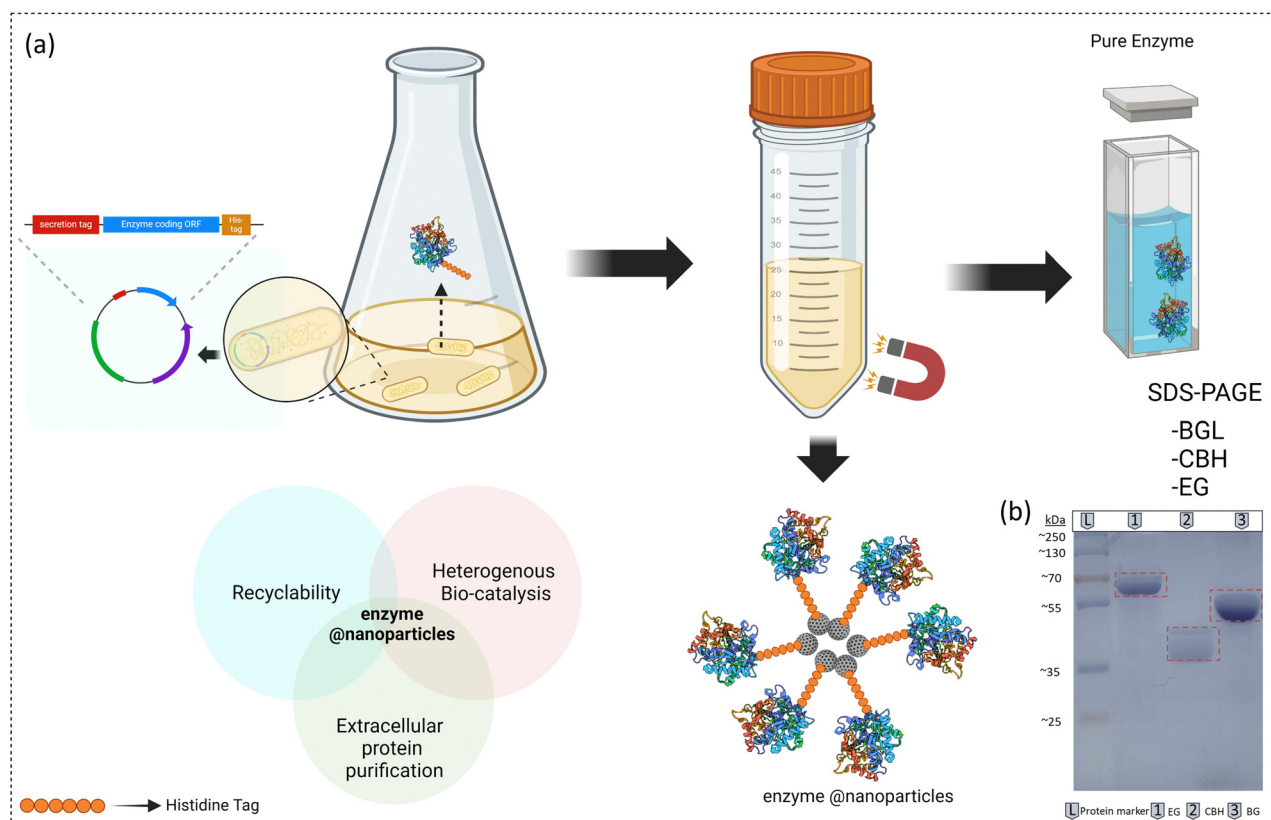 (a)
Pure Enzyme
secretion tag
Enzyme coding ORF
His-
tag
45
40
35
30
25
20
15
10
SDS-PAGE
-BGL
-CBH
-EG
Recyclability
Heterogenous
Bio-catalysis
enzyme
@nanoparticles
Extracellular
protein
purification
Histidine Tag
enzyme @nanoparticles
(b)
kDa L 1 2 3
~250
~130
~70
~55
~35
~25
L Protein marker 1 EG 2 CBH 3 BG